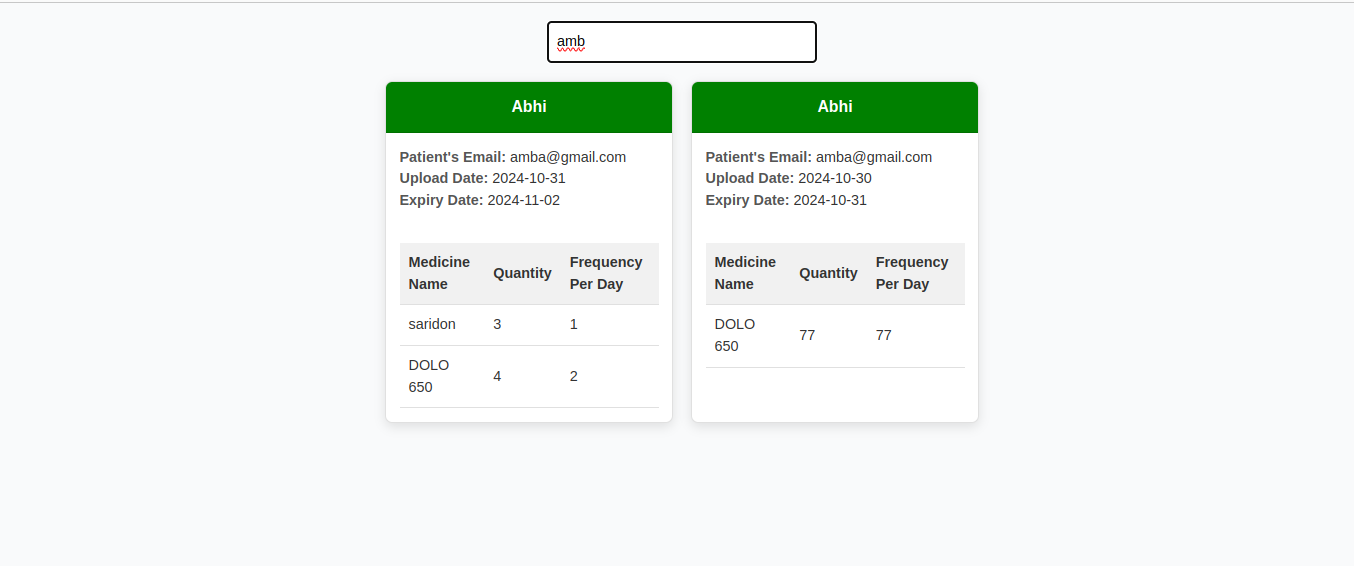 amb
Abhi
Patient's Email: amba@gmail.com
Upload Date: 2024-10-31
Expiry Date: 2024-11-02
Medicine Name Quantity Frequency Per Day
saridon 3 1
DOLO 650 4 2
Abhi
Patient's Email: amba@gmail.com
Upload Date: 2024-10-30
Expiry Date: 2024-10-31
Medicine Name Quantity Frequency Per Day
DOLO 650 77 77